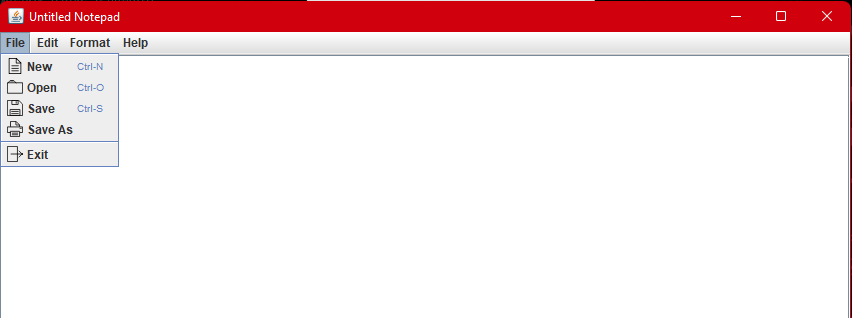 Untitled Notepad
File Edit Format Help
New Ctrl-N
Open Ctrl-O
Save Ctrl-S
Save As
Exit